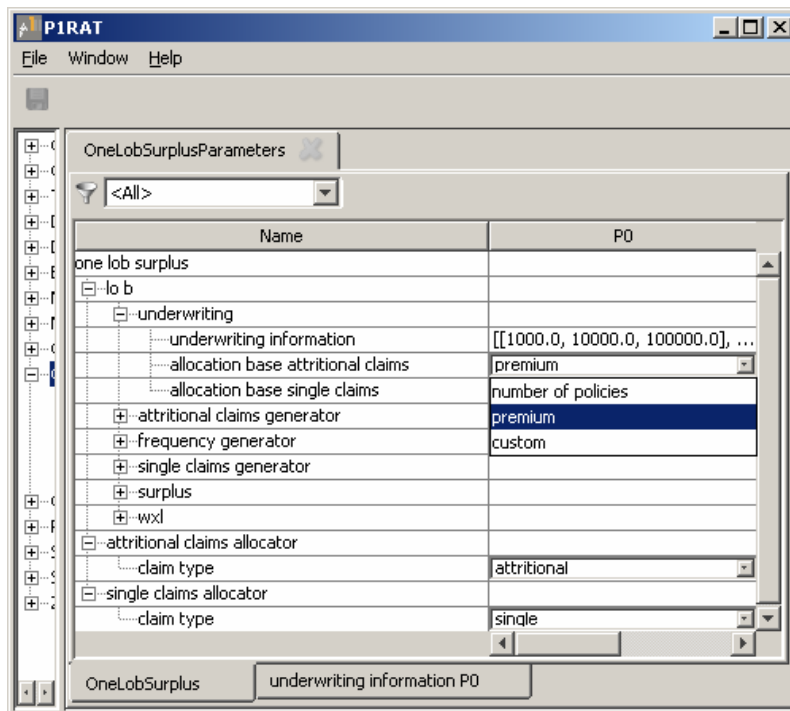 P1RAT
File Window Help
OneLobSurplusParameters
<All>
Name P0
one lob surplus
lo b
underwriting
underwriting information [[1000.0, 10000.0, 100000.0], ...
allocation base attritional claims premium
allocation base single claims number of policies
premium
attritional claims generator
custom
frequency generator
single claims generator
surplus
wxl
attritional claims allocator
claim type attritional
single claims allocator
claim type single
OneLobSurplus underwriting information P0